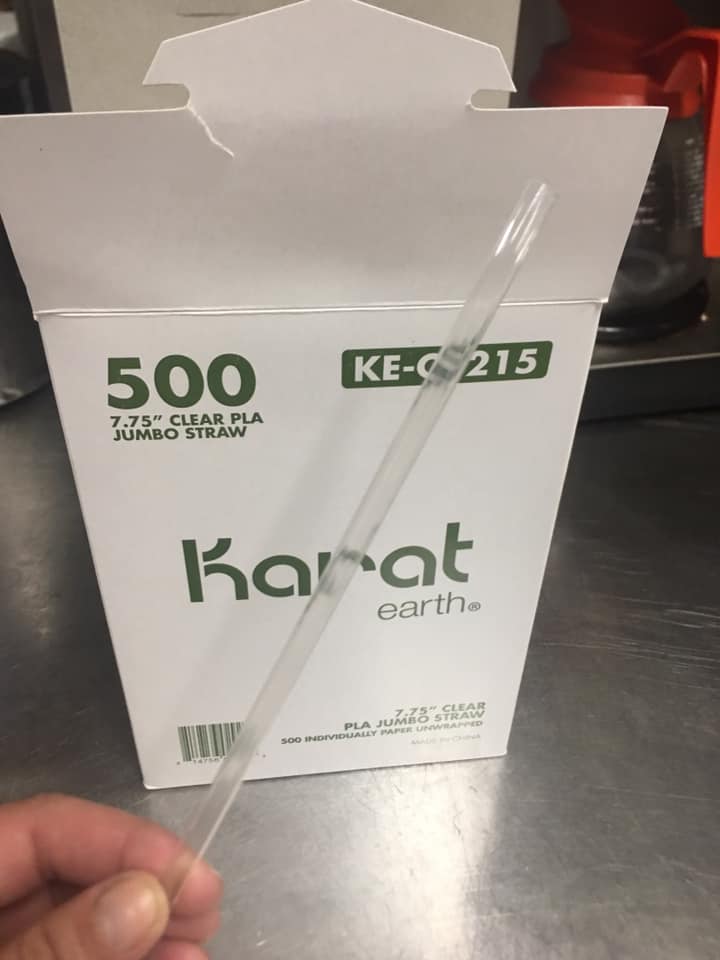 500
7.75" CLEAR PLA
JUMBO STRAW
215
Karat
earth®
7.75" CLEAR
PLA JUMBO STRAW
500 INDIVIDUALLY PAPER UNWRAPPED
MADE IN CHINA